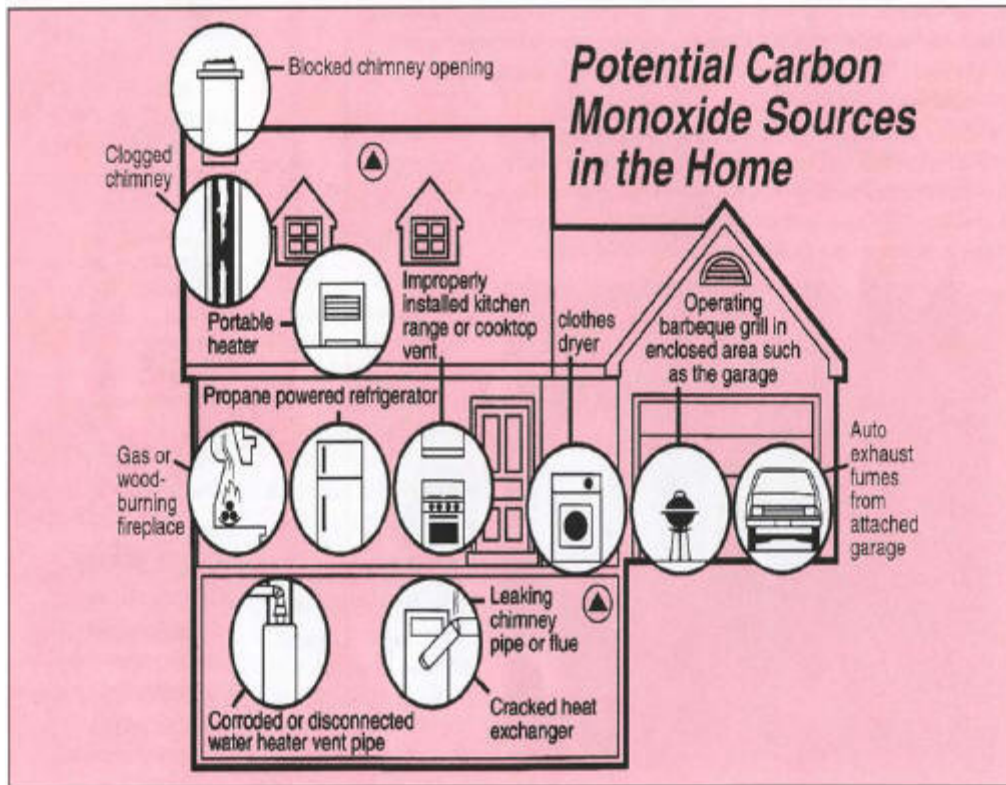 Potential Carbon
Monoxide Sources
in the Home
Blocked chimney opening
Clogged
chimney
Portable
heater
Improperly
installed kitchen
range or cooktop
vent
clothes
dryer
Operating
barbeque grill in
enclosed area such
as the garage
Propane powered refrigerator
Gas or
wood-
burning
fireplace
Auto
exhaust
fumes
from
attached
garage
Leaking
chimney
pipe or flue
Corroded or disconnected
water heater vent pipe
Cracked heat
exchanger